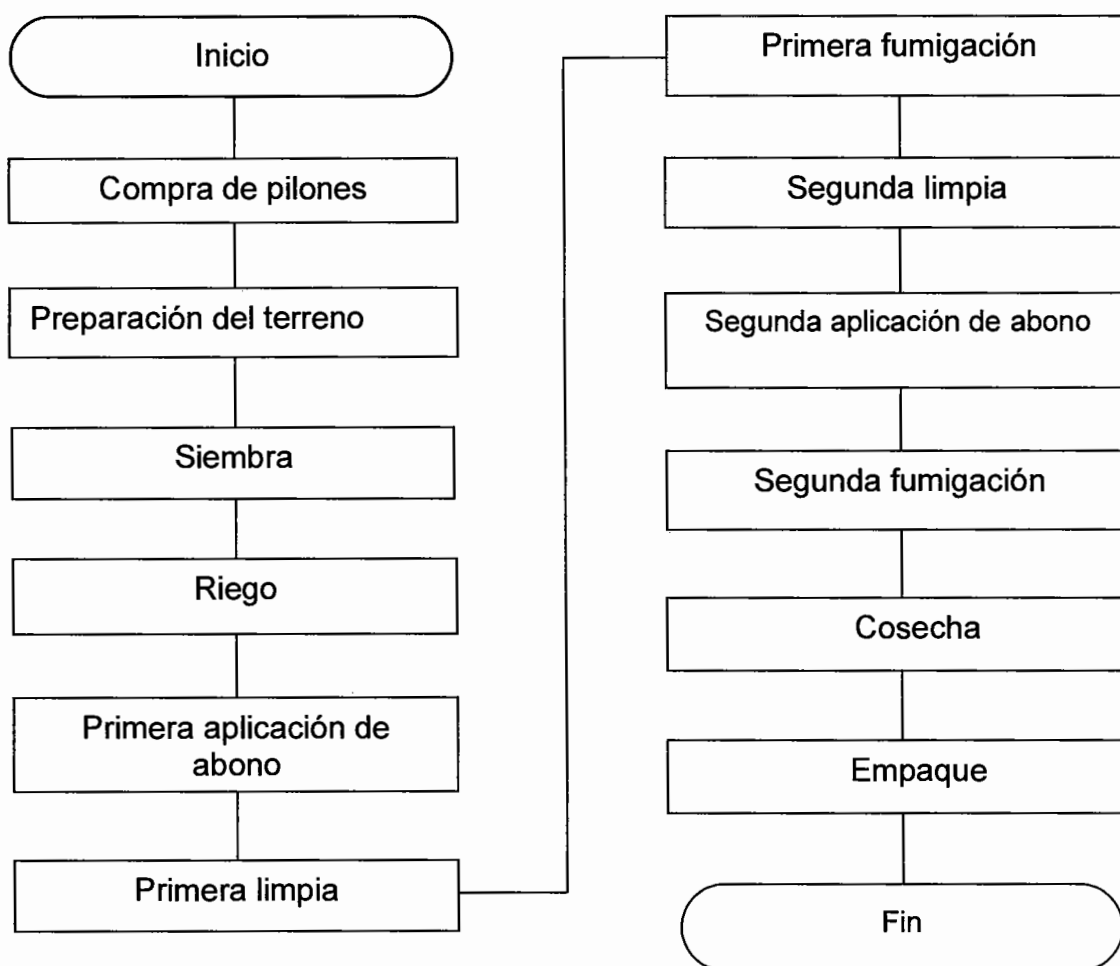 Inicio
Compra de pilones
Preparación del terreno
Siembra
Riego
Primera aplicación de
abono
Primera limpia
Primera fumigación
Segunda limpia
Segunda aplicación de abono
Segunda fumigación
Cosecha
Empaque
Fin